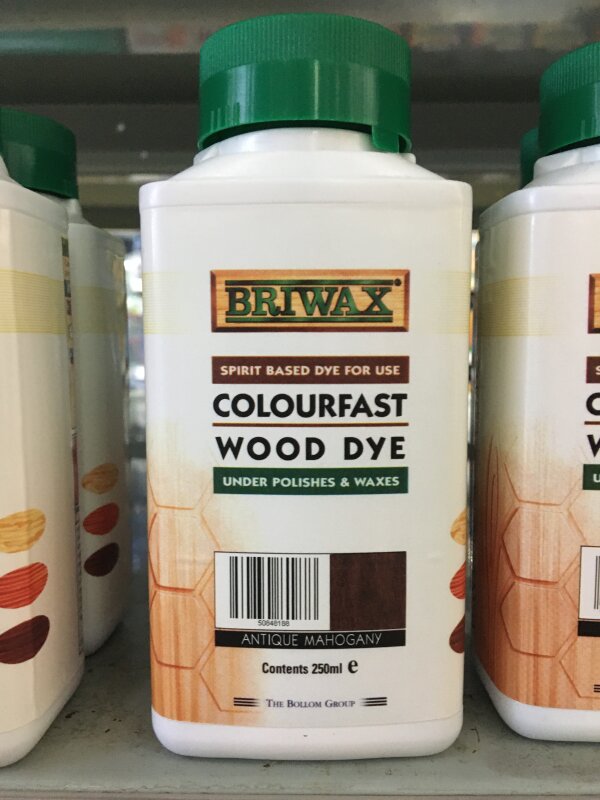 BRIWAX
SPIRIT BASED DYE FOR USE
COLOURFAST
WOOD DYE
UNDER POLISHES & WAXES
ANTIQUE MAHOGANY
Contents 250ml e
THE BOLLOM GROUP